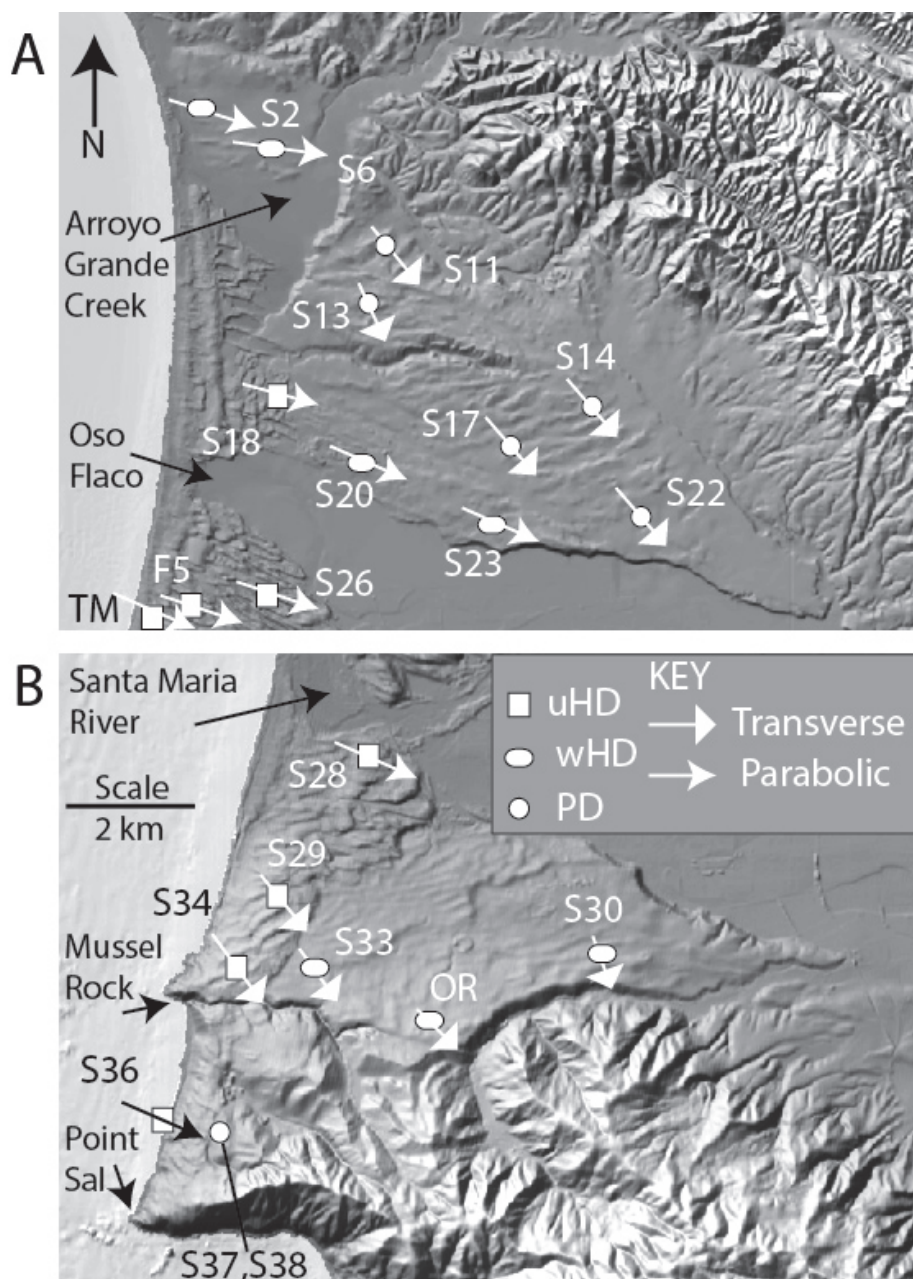 A
N
S2
S6
Arroyo
Grande
Creek
S11
S13
S14
S17
Oso
Flaco
S18
S20
S22
S23
F5
S26
TM
B
Santa Maria
River
KEY
uHD
Transverse
wHD
Parabolic
PD
Scale
2 km
S28
S29
S34
S33
S30
Mussel
Rock
OR
S36
Point
Sal
S37,S38